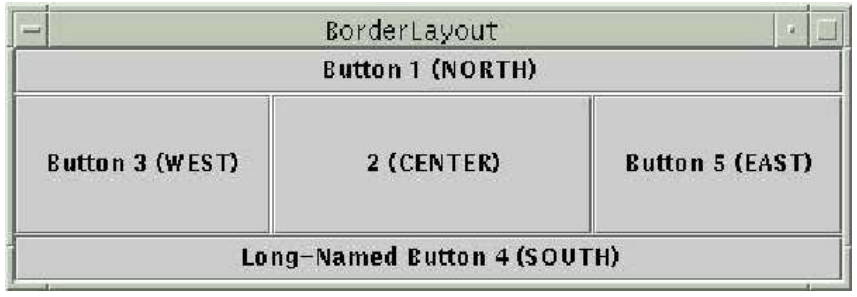 BorderLayout
Button 1 (NORTH)
Button 3 (WEST) 2 (CENTER) Button 5 (EAST)
Long-Named Button 4 (SOUTH)